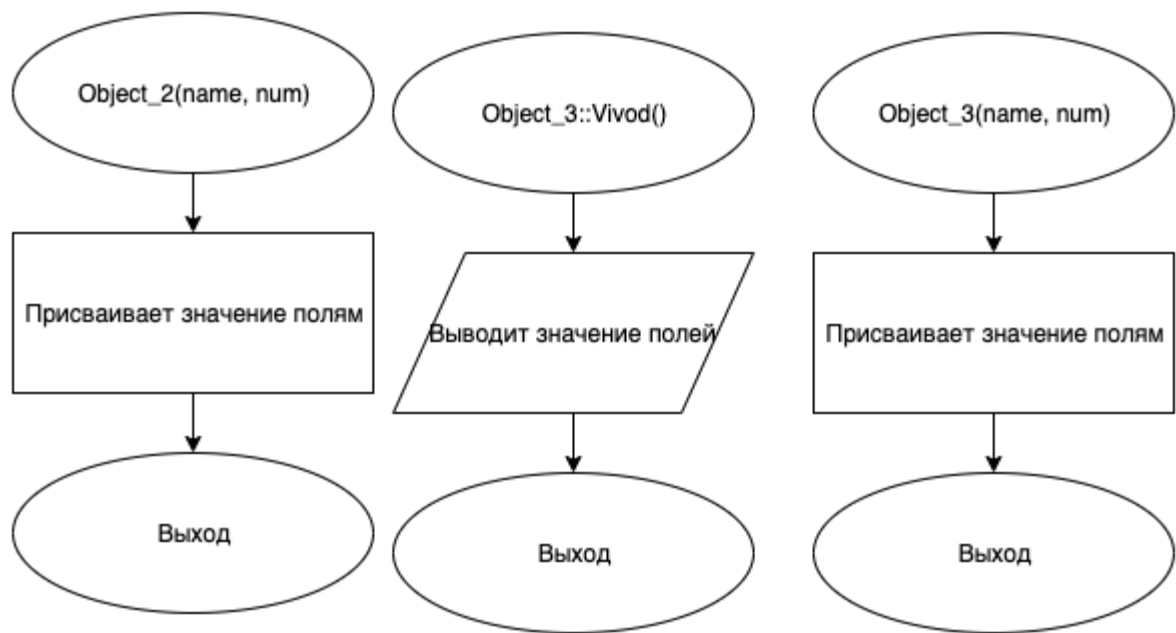 Object_2(name, num)
Присваивает значение полям
Выход
Object_3::Vivod()
Выводит значение полей
Выход
Object_3(name, num)
Присваивает значение полям
Выход